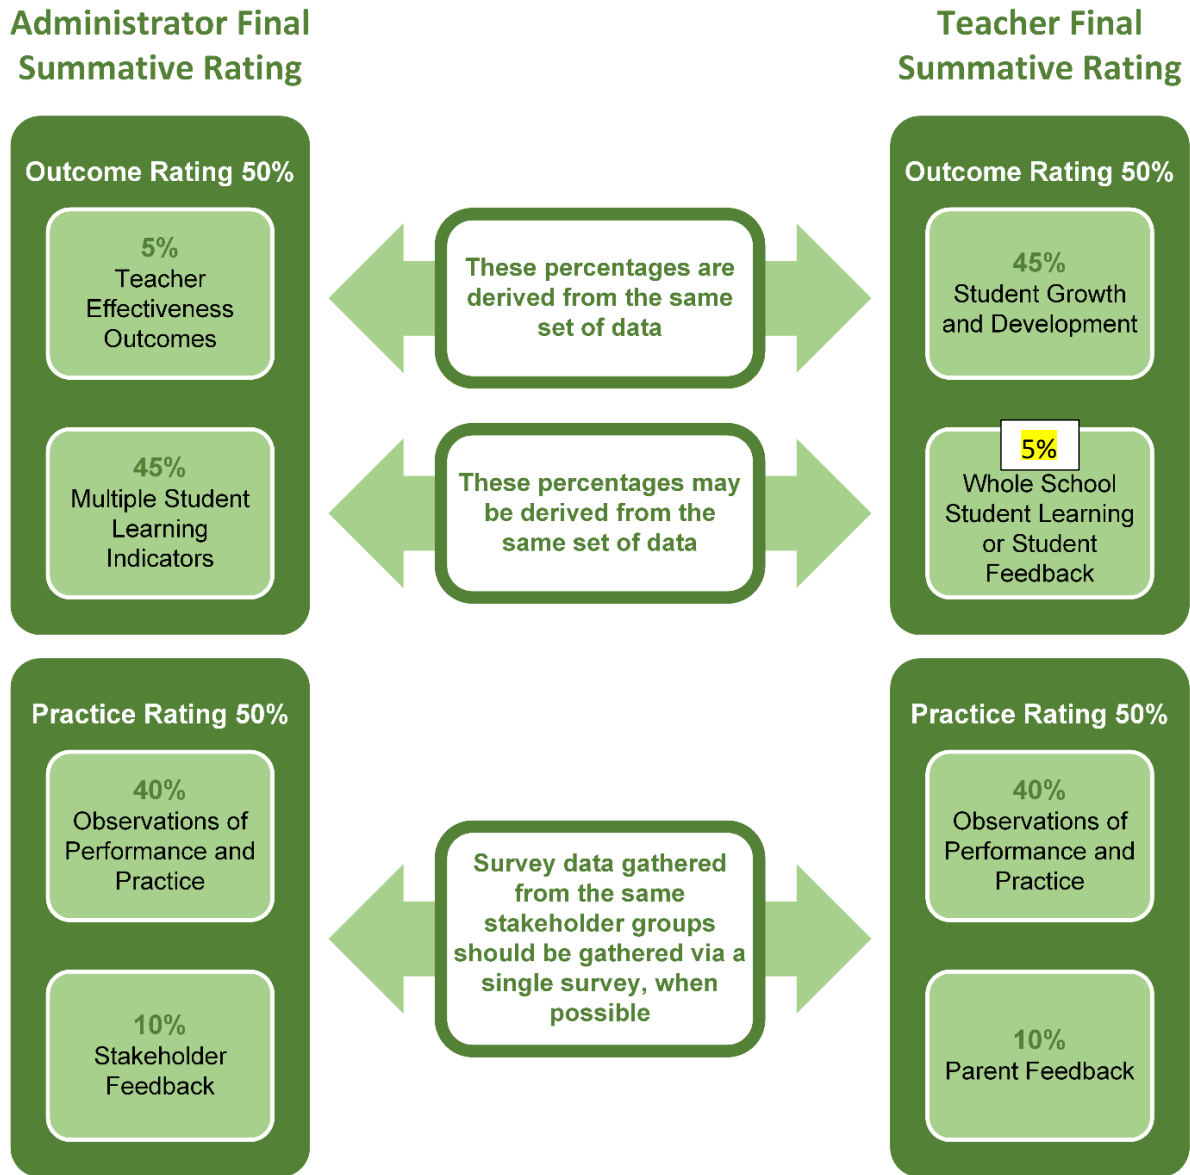 Administrator Final
Summative Rating
Teacher Final
Summative Rating
Outcome Rating 50%
5%
Teacher
Effectiveness
Outcomes
These percentages are
derived from the same
set of data
Outcome Rating 50%
45%
Student Growth
and Development
45%
Multiple Student
Learning
Indicators
These percentages may
be derived from the
same set of data
5%
Whole School
Student Learning
or Student
Feedback
Practice Rating 50%
40%
Observations of
Performance and
Practice
Practice Rating 50%
40%
Observations of
Performance and
Practice
Survey data gathered
from the same
stakeholder groups
should be gathered via a
single survey, when
possible
10%
Stakeholder
Feedback
10%
Parent Feedback